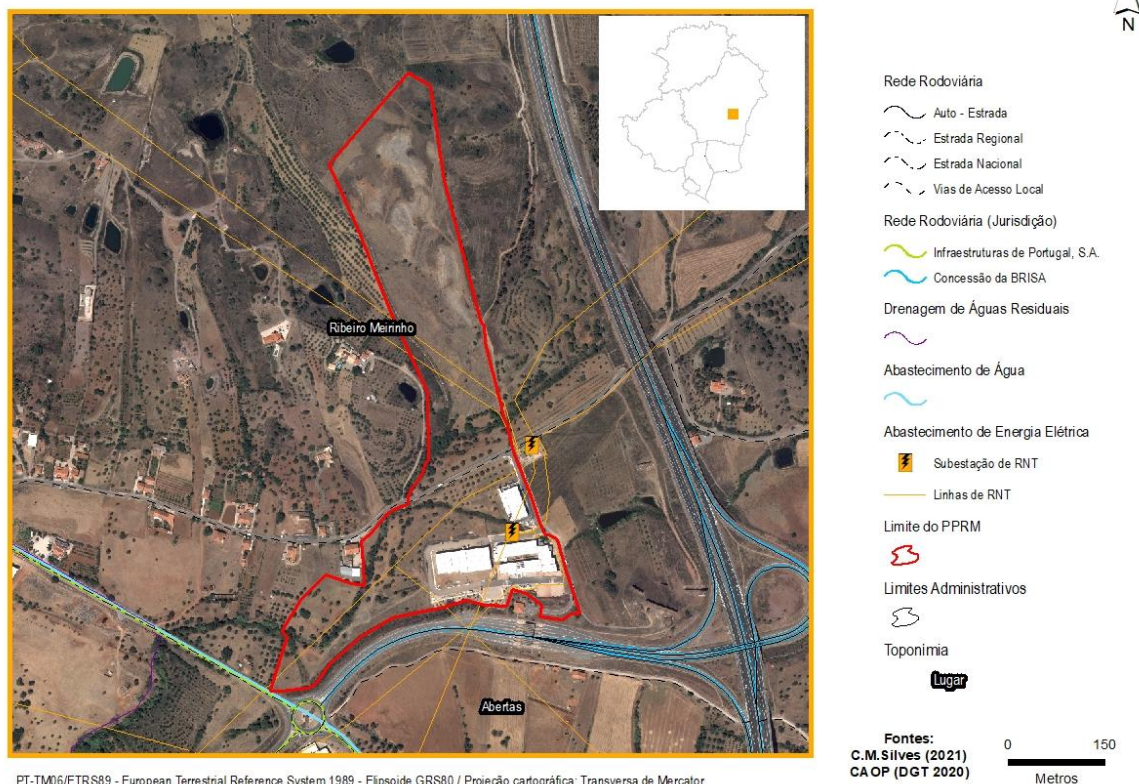 N
Rede Rodoviária
Auto - Estrada
Estrada Regional
Estrada Nacional
Vias de Acesso Local
Rede Rodoviária (Jurisdição)
Infraestruturas de Portugal, S.A.
Concessão da BRISA
Drenagem de Águas Residuais
Abastecimento de Água
Abastecimento de Energia Elétrica
Subestação de RNT
Linhas de RNT
Limite do PPRM
Limites Administrativos
Toponímia
Lugar
Ribeiro Meirinho
Abertas
Fontes:
C.M.Silves (2021)
CAOP (DGT 2020)
0 150
Metros
PT-TM06/ETRS89 - European Terrestrial Reference System 1989 - Elipsoide GRS80 / Projeção cartográfica: Transversa de Mercator